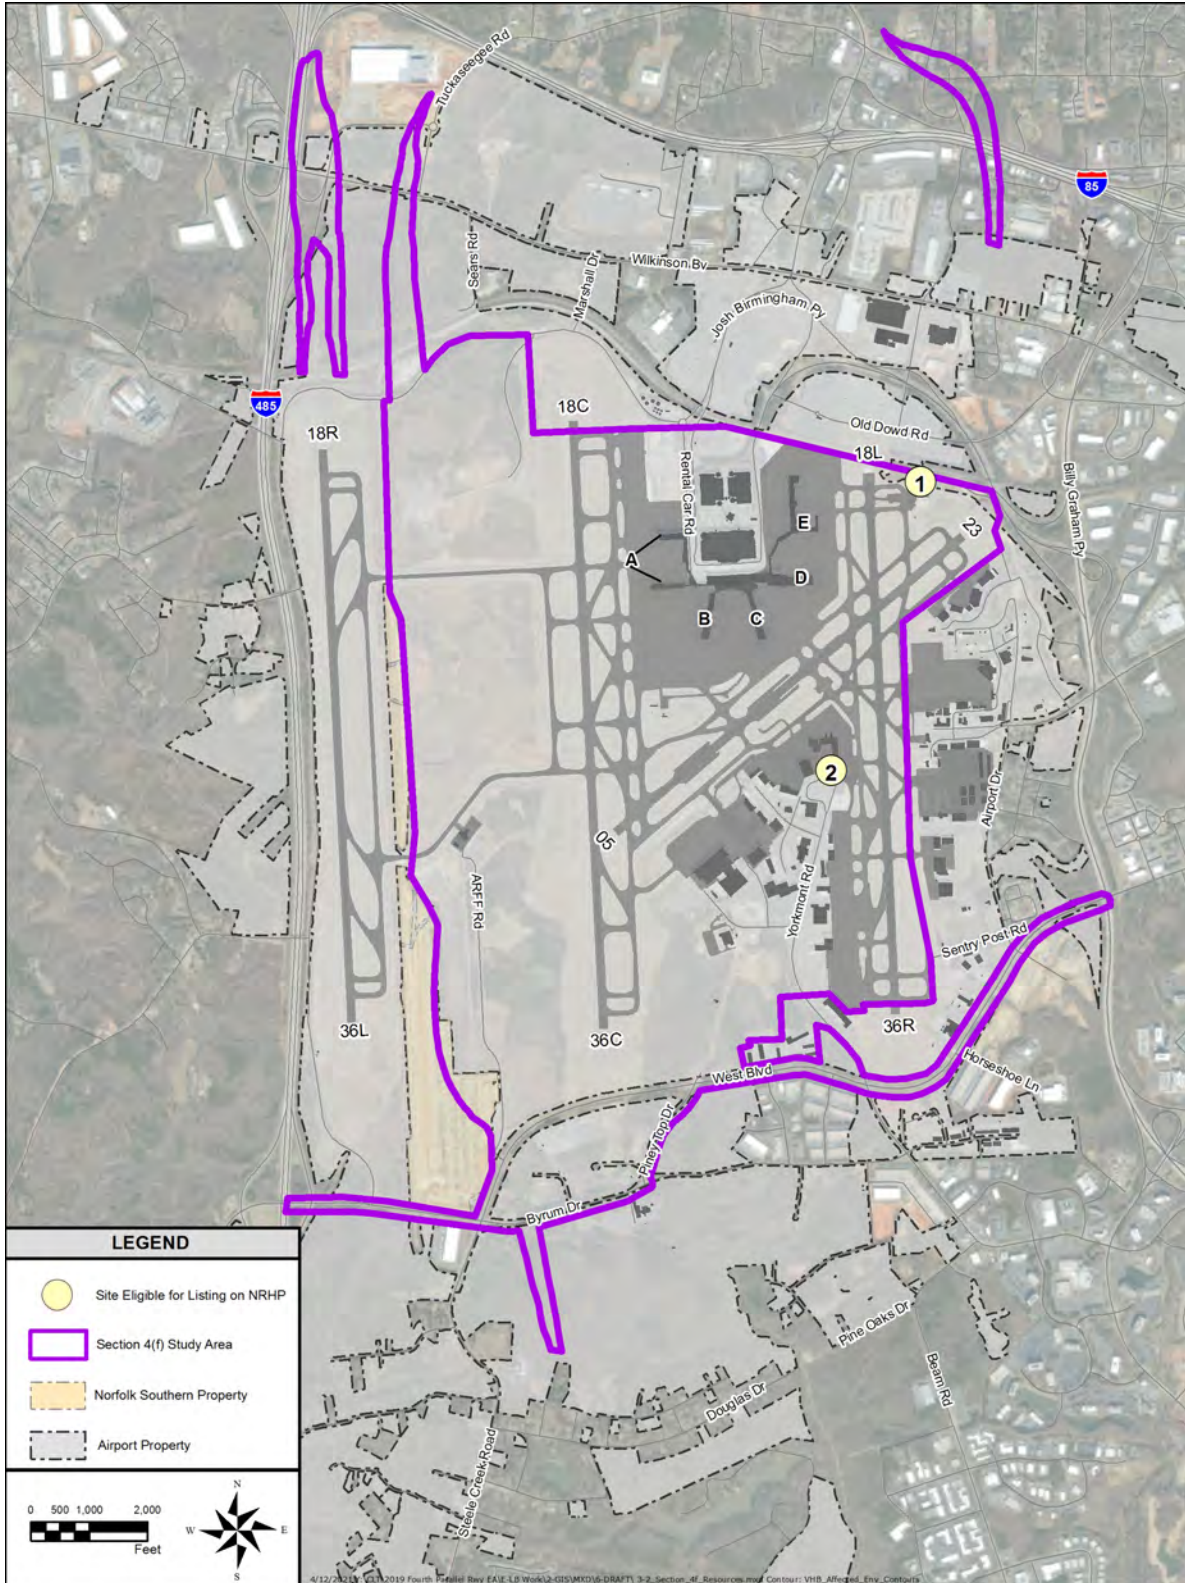 Tuckaseegee Rd
85
Sears Rd
Marshall Dr
Wilkinson Bv
Josh Birmingham Py
485
18R
18C
Old Dowd Rd
18L
1
Rental Car Rd
Billy Graham Py
23
E
A
D
B
C
2
Airport Dr
05
ARFF Rd
Yorkmont Rd
Sentry Post Rd
36L
36C
36R
West Blvd
Horseshoe Ln
Piney Top Dr
Byrum Dr
Pine Oaks Dr
Beam Rd
Douglas Dr
Steele Creek Road
LEGEND
Site Eligible for Listing on NRHP
Section 4(f) Study Area
Norfolk Southern Property
Airport Property
0 500 1,000 2,000
Feet
N
W E
S